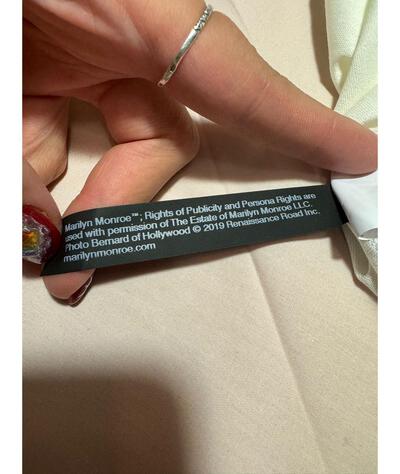 Marilyn Monroe™; Rights of Publicity and Persona Rights are
used with permission of The Estate of Marilyn Monroe LLC.
Photo Bernard of Hollywood © 2019 Renaissance Road Inc.
marilynmonroe.com